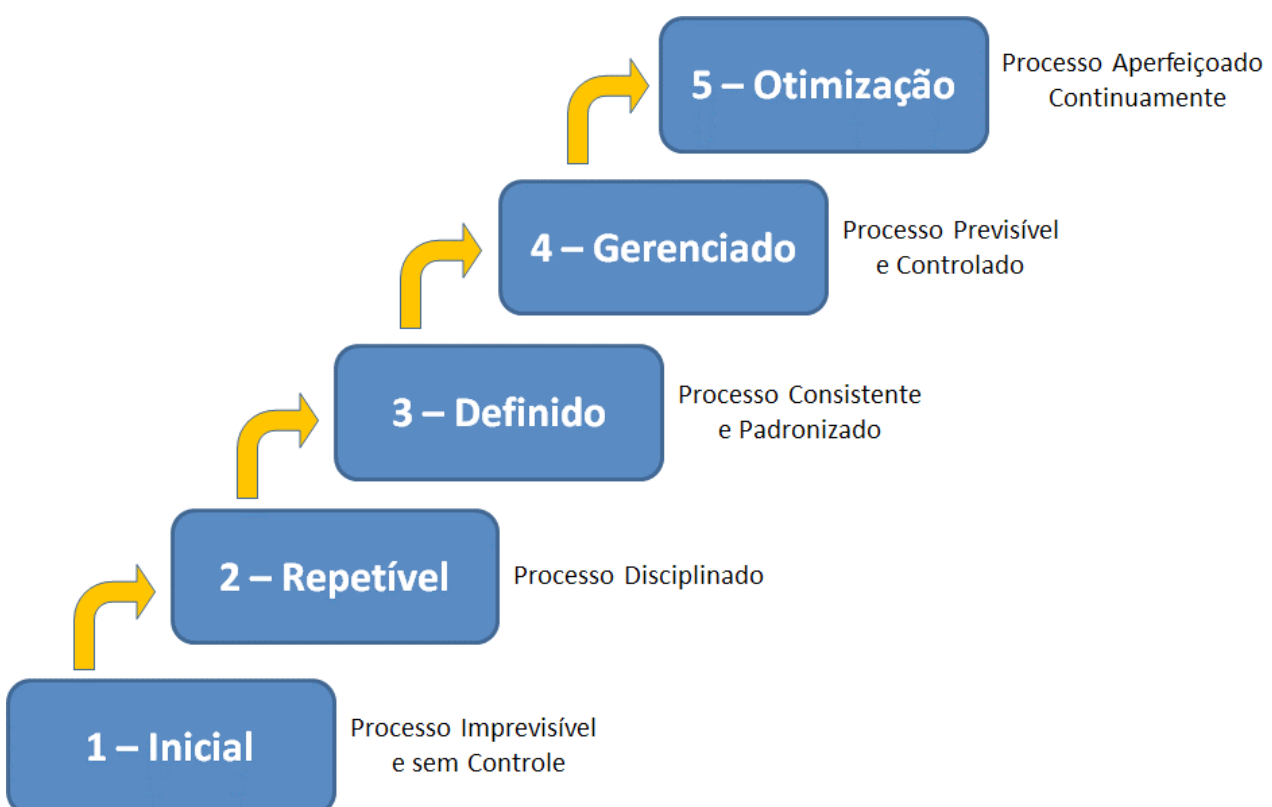 5 – Otimização
Processo Aperfeiçoado
Continuamente
4 – Gerenciado
Processo Previsível
e Controlado
3 – Definido
Processo Consistente
e Padronizado
2 – Repetível
Processo Disciplinado
1 – Inicial
Processo Imprevisível
e sem Controle